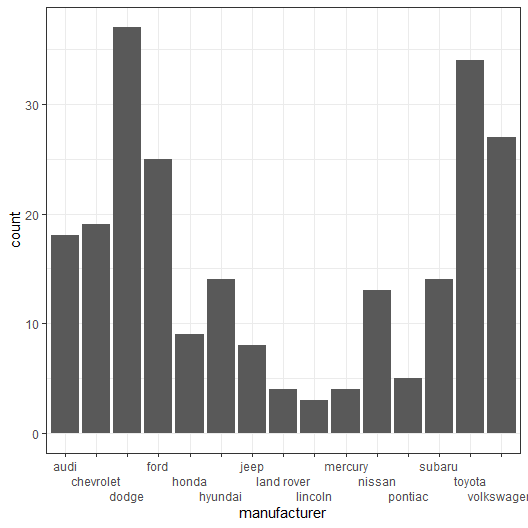 30
20
10
0
count
audi ford jeep mercury subaru
chevrolet honda land rover nissan toyota
dodge hyundai lincoln pontiac volkswagen
manufacturer